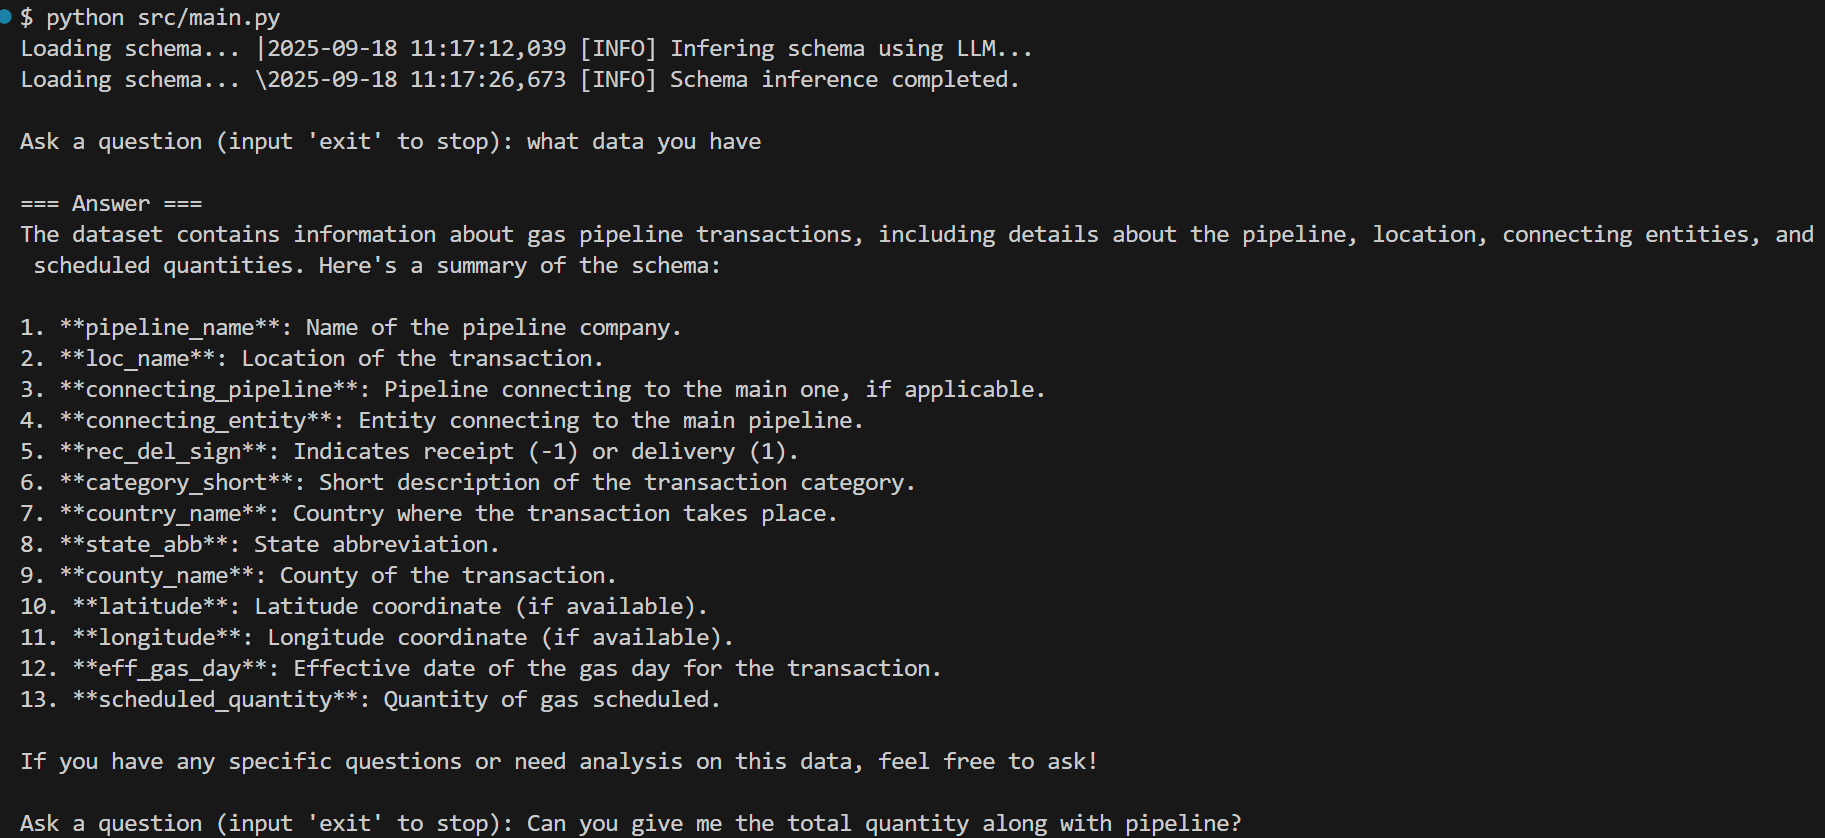 $ python src/main.py
Loading schema... |2025-09-18 11:17:12,039 [INFO] Infering schema using LLM...
Loading schema... \2025-09-18 11:17:26,673 [INFO] Schema inference completed.
Ask a question (input 'exit' to stop): what data you have
=== Answer ===
The dataset contains information about gas pipeline transactions, including details about the pipeline, location, connecting entities, and
scheduled quantities. Here's a summary of the schema:
1. **pipeline_name**: Name of the pipeline company.
2. **loc_name**: Location of the transaction.
3. **connecting_pipeline**: Pipeline connecting to the main one, if applicable.
4. **connecting_entity**: Entity connecting to the main pipeline.
5. **rec_del_sign**: Indicates receipt (-1) or delivery (1).
6. **category_short**: Short description of the transaction category.
7. **country_name**: Country where the transaction takes place.
8. **state_abb**: State abbreviation.
9. **county_name**: County of the transaction.
10. **latitude**: Latitude coordinate (if available).
11. **longitude**: Longitude coordinate (if available).
12. **eff_gas_day**: Effective date of the gas day for the transaction.
13. **scheduled_quantity**: Quantity of gas scheduled.
If you have any specific questions or need analysis on this data, feel free to ask!
Ask a question (input 'exit' to stop): Can you give me the total quantity along with pipeline?